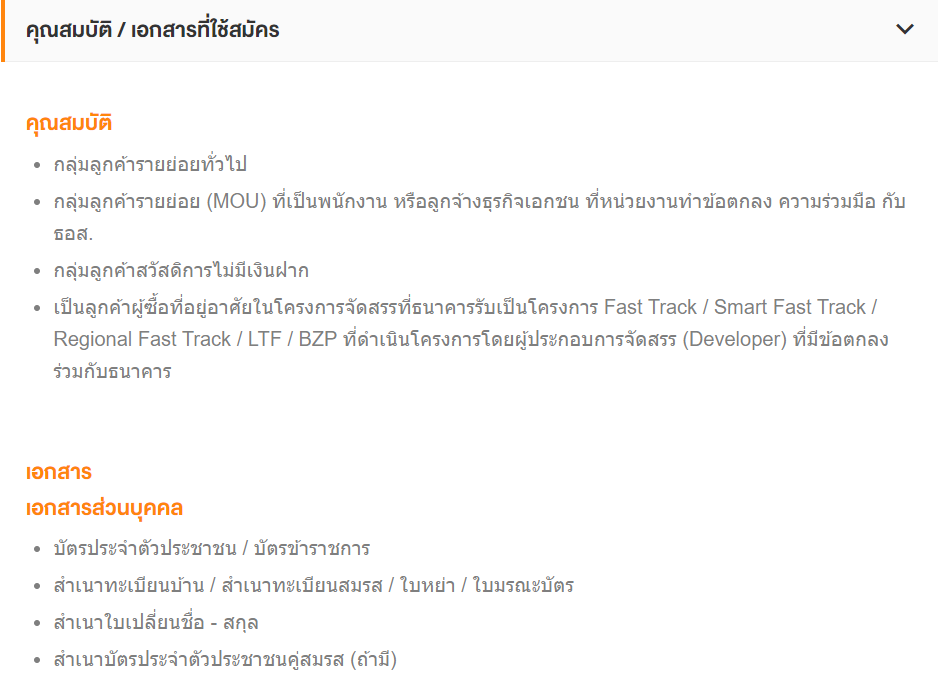 คุณสมบัติ / เอกสารที่ใช้สมัคร
คุณสมบัติ
• กลุ่มลูกค้ารายย่อยทั่วไป
• กลุ่มลูกค้ารายย่อย (MOU) ที่เป็นพนักงาน หรือลูกจ้างธุรกิจเอกชน ที่หน่วยงานทำข้อตกลง ความร่วมมือ กับ
ธอส.
• กลุ่มลูกค้าสวัสดิการไม่มีเงินฝาก
• เป็นลูกค้าผู้ซื้อที่อยู่อาศัยในโครงการจัดสรรที่ธนาคารรับเป็นโครงการ Fast Track / Smart Fast Track /
Regional Fast Track / LTF / BZP ที่ดำเนินโครงการโดยผู้ประกอบการจัดสรร (Developer) ที่มีข้อตกลง
ร่วมกับธนาคาร
เอกสาร
เอกสารส่วนบุคคล
• บัตรประจำตัวประชาชน / บัตรข้าราชการ
• สำเนาทะเบียนบ้าน / สำเนาทะเบียนสมรส / ใบหย่า / ใบมรณะบัตร
• สำเนาใบเปลี่ยนชื่อ - สกุล
• สำเนาบัตรประจำตัวประชาชนคู่สมรส (ถ้ามี)